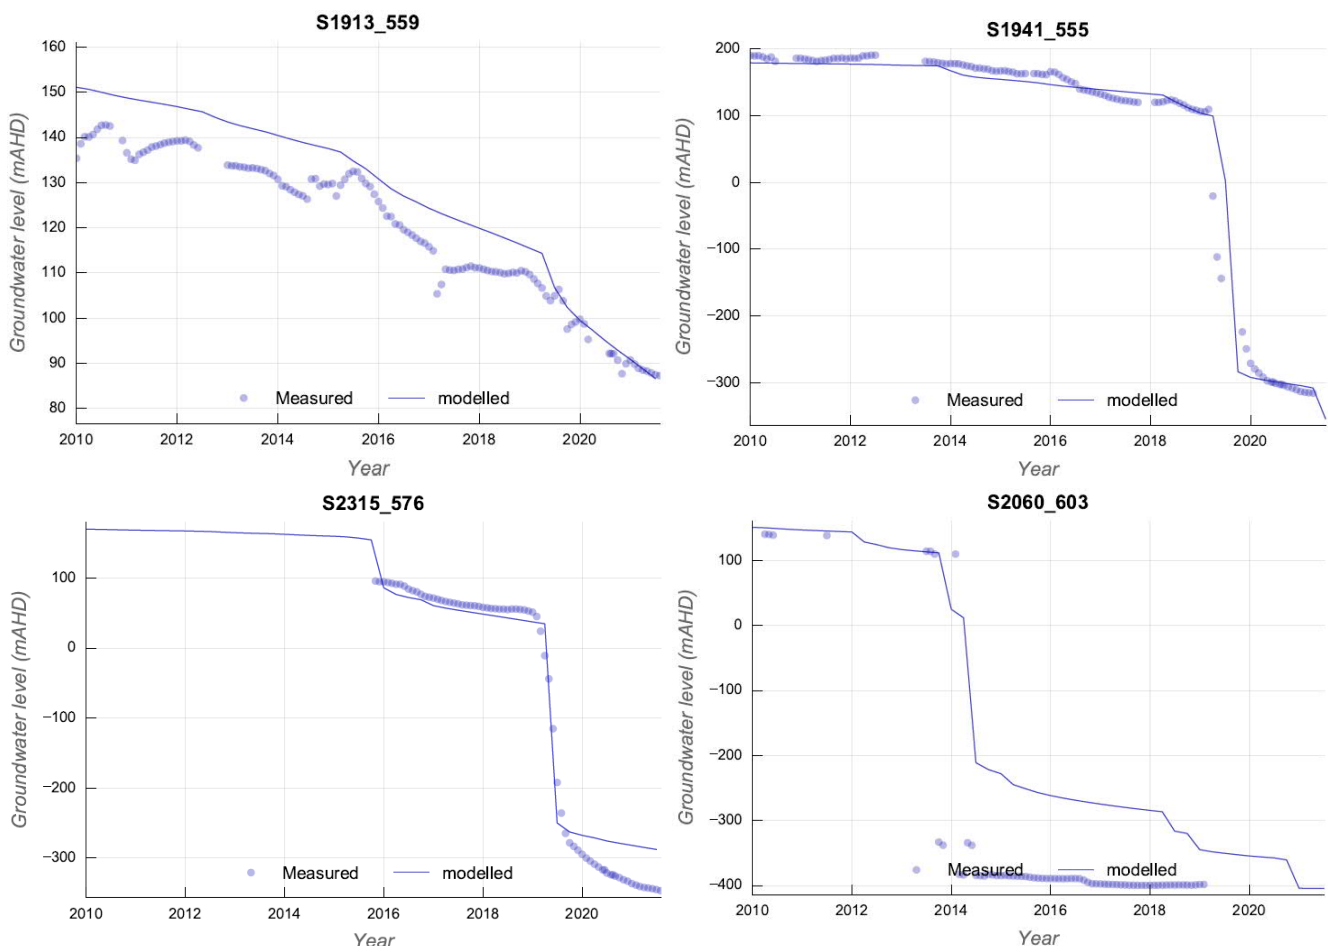 S1913_559
160
150
140
130
120
110
100
90
80
Groundwater level (mAHD)
Measured
modelled
2010
2012
2014
2016
2018
2020
Year
S1941_555
200
100
0
−100
−200
−300
Groundwater level (mAHD)
Measured
modelled
2010
2012
2014
2016
2018
2020
Year
S2315_576
100
0
−100
−200
−300
Groundwater level (mAHD)
Measured
modelled
2010
2012
2014
2016
2018
2020
Year
S2060_603
100
0
−100
−200
−300
−400
Groundwater level (mAHD)
Measured
modelled
2010
2012
2014
2016
2018
2020
Year